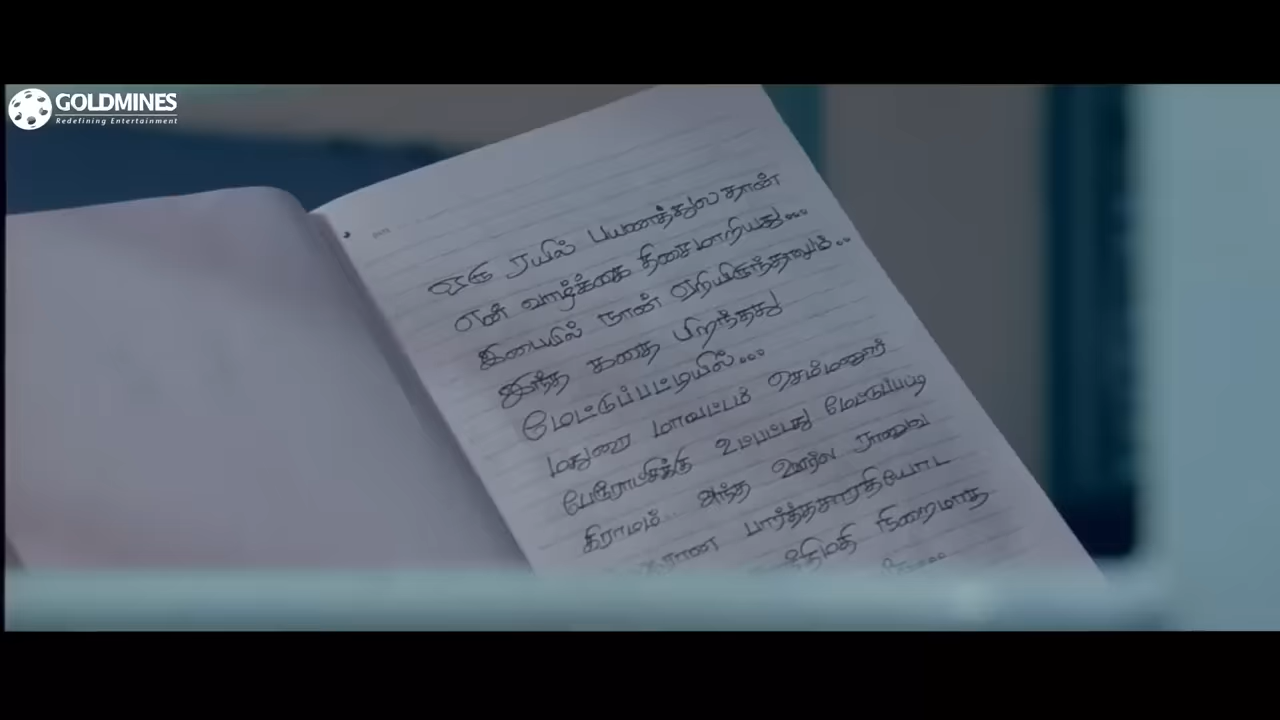 GOLDMINES
Redefining Entertainment
ஒரு ரயில் பயணத்துல தான்
என் வாழ்க்கை திசைமாறியது...
இடையில் நான் ஏறியிருந்தாலும்..
இந்த கதை பிறந்தது
மேட்டுப்பட்டியில்...
மதுரை மாவட்டம் செம்மனூர்
பேரூராட்சிக்கு உட்பட்டது மேட்டுப்பட்டி
கிராமம்.. அந்த ஊர்ல ராணுவ
பார்த்தசாரதியோட
நிறைமாத